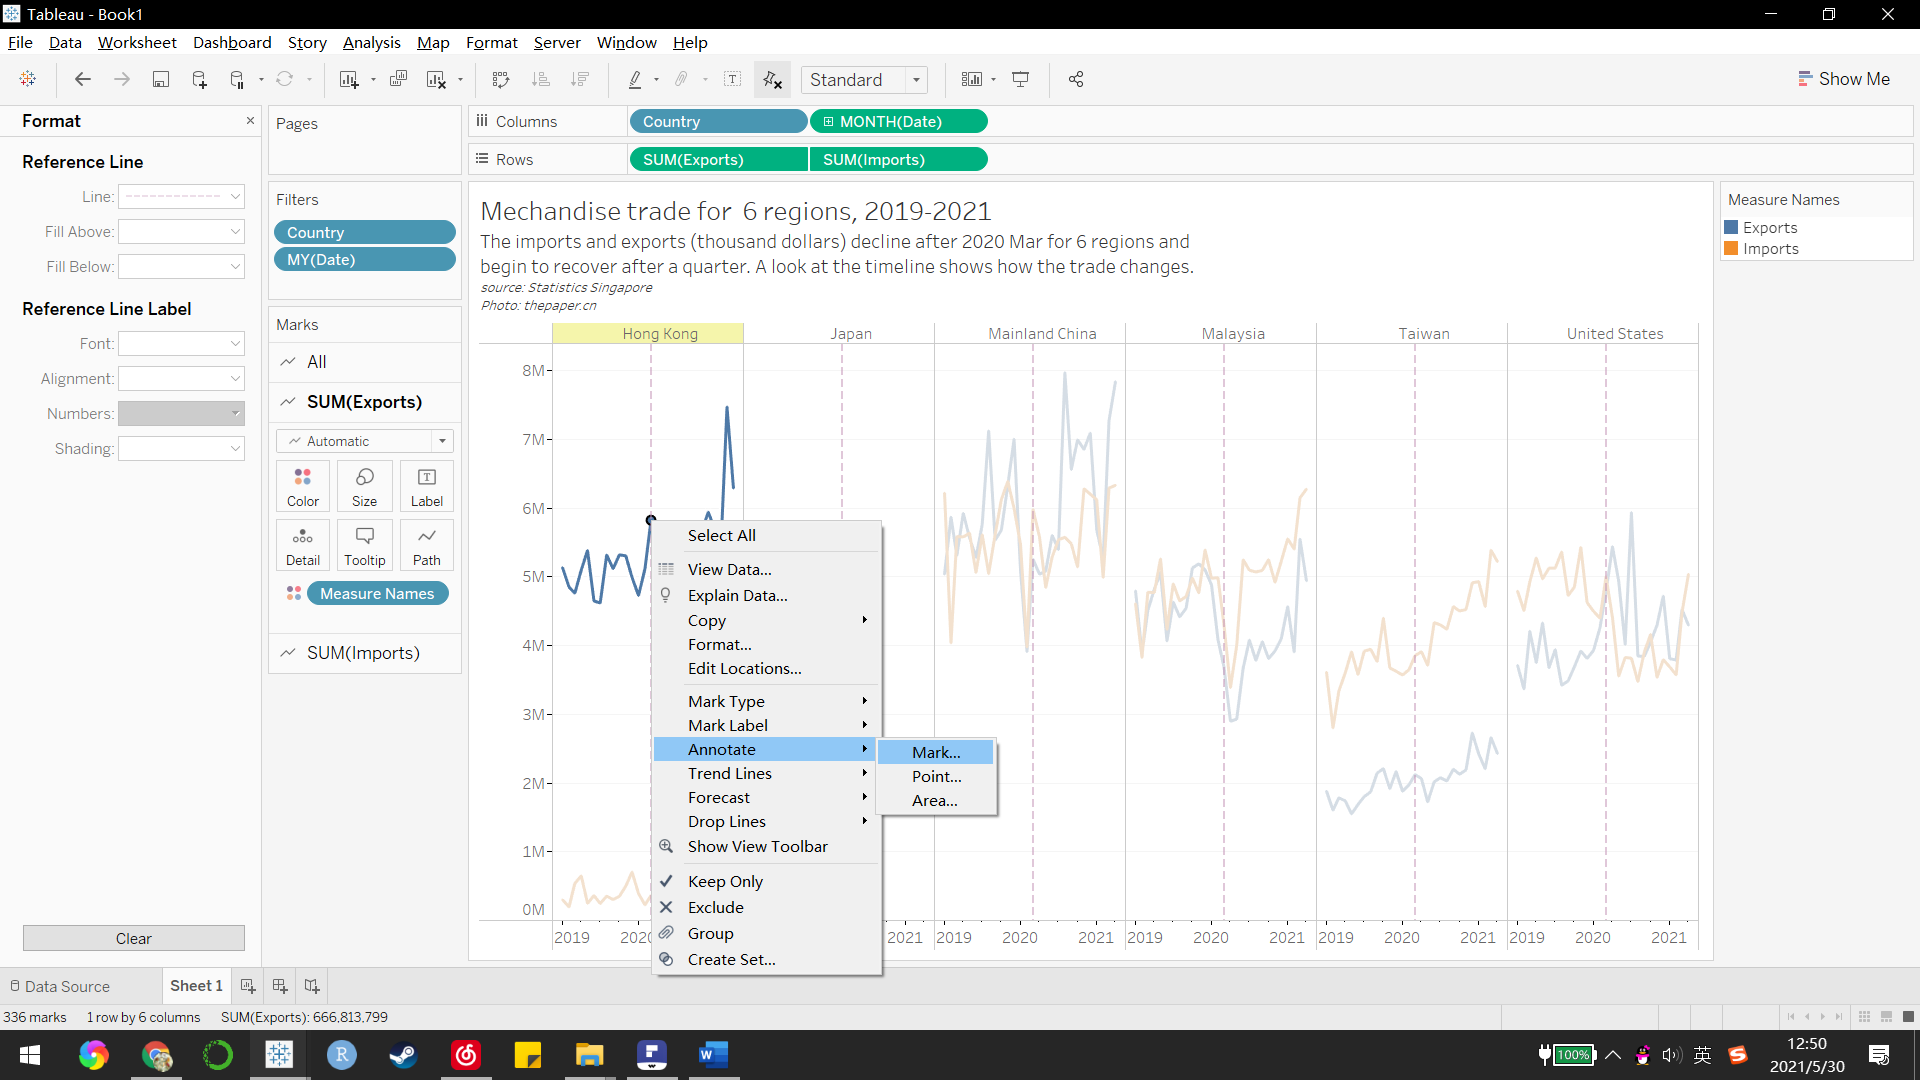 Tableau - Book1
File Data Worksheet Dashboard Story Analysis Map Format Server Window Help
Standard
Show Me
Format
Reference Line
Line:
Fill Above:
Fill Below:
Reference Line Label
Font:
Alignment:
Numbers:
Shading:
Clear
Pages
Filters
Country
MY(Date)
Marks
All
SUM(Exports)
Automatic
Color Size Label
Detail Tooltip Path
Measure Names
SUM(Imports)
Columns Country MONTH(Date)
Rows SUM(Exports) SUM(Imports)
Mechandise trade for 6 regions, 2019-2021
The imports and exports (thousand dollars) decline after 2020 Mar for 6 regions and
begin to recover after a quarter. A look at the timeline shows how the trade changes.
source: Statistics Singapore
Photo: thepaper.cn
Hong Kong Japan Mainland China Malaysia Taiwan United States
8M
7M
6M
5M
4M
3M
2M
1M
0M
2019 2020 2021 2019 2020 2021 2019 2020 2021 2019 2020 2021 2019 2020 2021
Select All
View Data...
Explain Data...
Copy
Format...
Edit Locations...
Mark Type
Mark Label
Annotate
Trend Lines
Forecast
Drop Lines
Show View Toolbar
Keep Only
Exclude
Group
Create Set...
Mark...
Point...
Area...
Measure Names
Exports
Imports
Data Source Sheet 1
336 marks 1 row by 6 columns SUM(Exports): 666,813,799
100%
英
12:50
2021/5/30